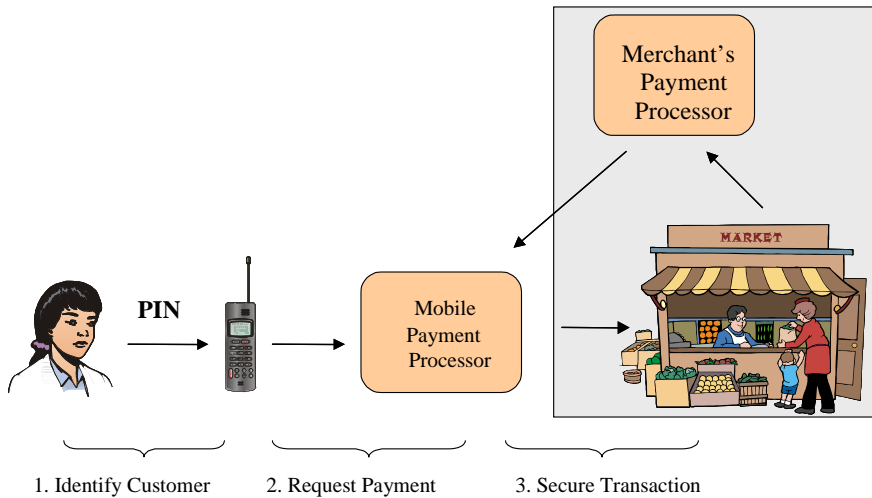 Merchant’s
Payment
Processor
MARKET
PIN
Mobile
Payment
Processor
1. Identify Customer
2. Request Payment
3. Secure Transaction